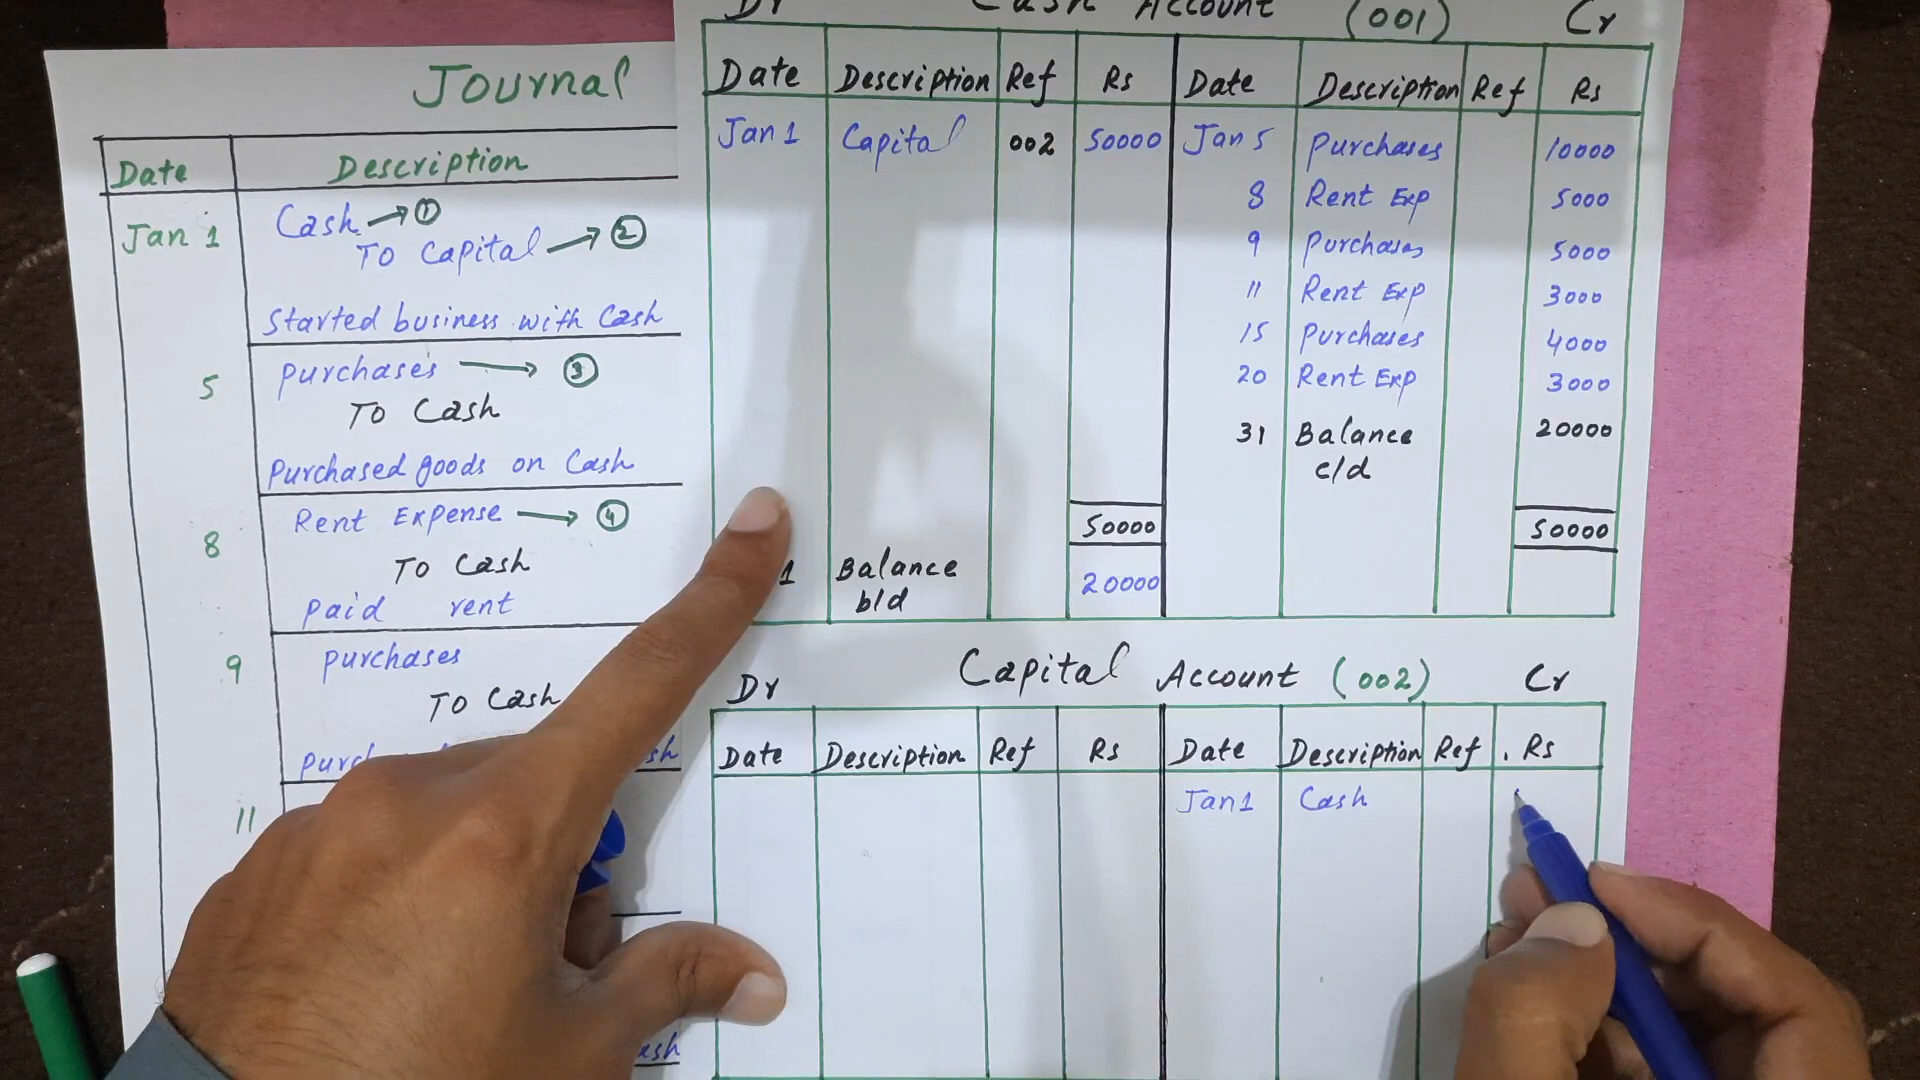 Journal
Date Description
Jan 1 Cash → 1
To Capital → 2
Started business with Cash
5 purchases → 3
To Cash
Purchased goods on Cash
8 Rent Expense → 4
To Cash
paid rent
9 purchases
To Cash
11
Dr Cash Account (001) Cr
Date Description Ref Rs Date Description Ref Rs
Jan 1 Capital 002 50000 Jan 5 Purchases 10000
8 Rent Exp 5000
9 Purchases 5000
11 Rent Exp 3000
15 Purchases 4000
20 Rent Exp 3000
31 Balance 20000
c/d
50000 50000
1 Balance 20000
b/d
Dr Capital Account (002) Cr
Date Description Ref Rs Date Description Ref . Rs
Jan 1 Cash